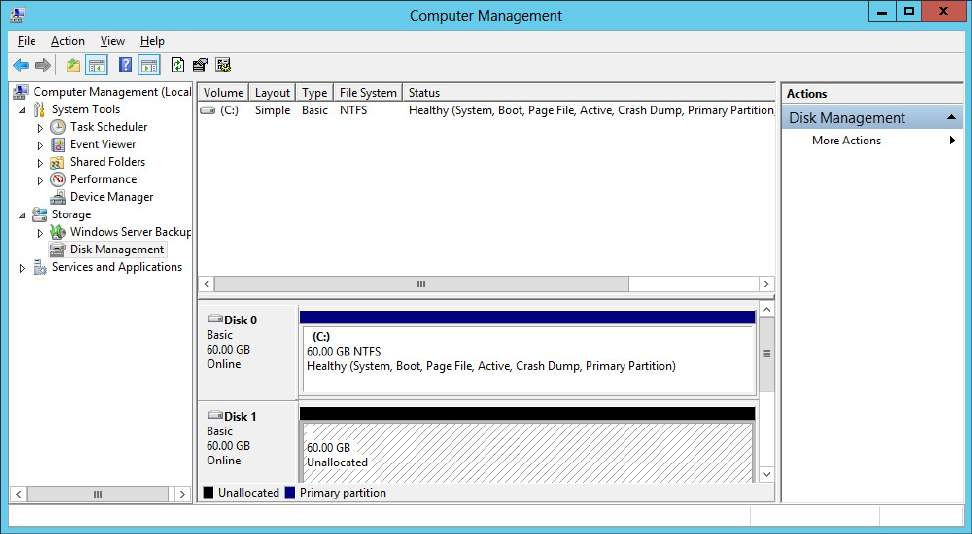 Computer Management
File Action View Help
Computer Management (Local
System Tools
Task Scheduler
Event Viewer
Shared Folders
Performance
Device Manager
Storage
Windows Server Backup
Disk Management
Services and Applications
Volume Layout Type File System Status
(C:) Simple Basic NTFS Healthy (System, Boot, Page File, Active, Crash Dump, Primary Partition)
Disk 0
Basic
60.00 GB
Online
(C:)
60.00 GB NTFS
Healthy (System, Boot, Page File, Active, Crash Dump, Primary Partition)
Disk 1
Basic
60.00 GB
Online
60.00 GB
Unallocated
Unallocated Primary partition
Actions
Disk Management
More Actions